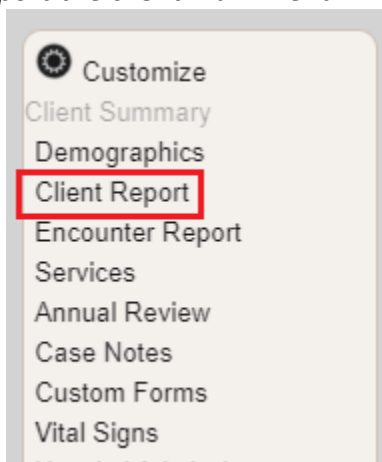 Customize
Client Summary
Demographics
Client Report
Encounter Report
Services
Annual Review
Case Notes
Custom Forms
Vital Signs